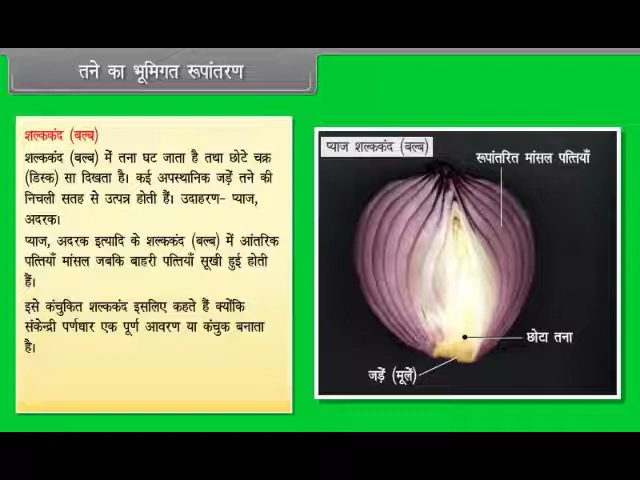 तने का भूमिगत रूपांतरण
शल्ककंद (बल्ब)
शल्ककंद (बल्ब) में तना घट जाता है तथा छोटे चक्र
(डिस्क) सा दिखता है। कई अपस्थानिक जड़ें तने की
निचली सतह से उत्पन्न होती हैं। उदाहरण- प्याज,
अदरक।
प्याज, अदरक इत्यादि के शल्ककंद (बल्ब) में आंतरिक
पत्तियाँ मांसल जबकि बाहरी पत्तियाँ सूखी हुई होती
हैं।
इसे कंचुकित शल्ककंद इसलिए कहते हैं क्योंकि
संकेन्द्री पर्णधार एक पूर्ण आवरण या कंचुक बनाता
है।
प्याज शल्ककंद (बल्ब)
रूपांतरित मांसल पत्तियाँ
छोटा तना
जड़ें (मूलें)